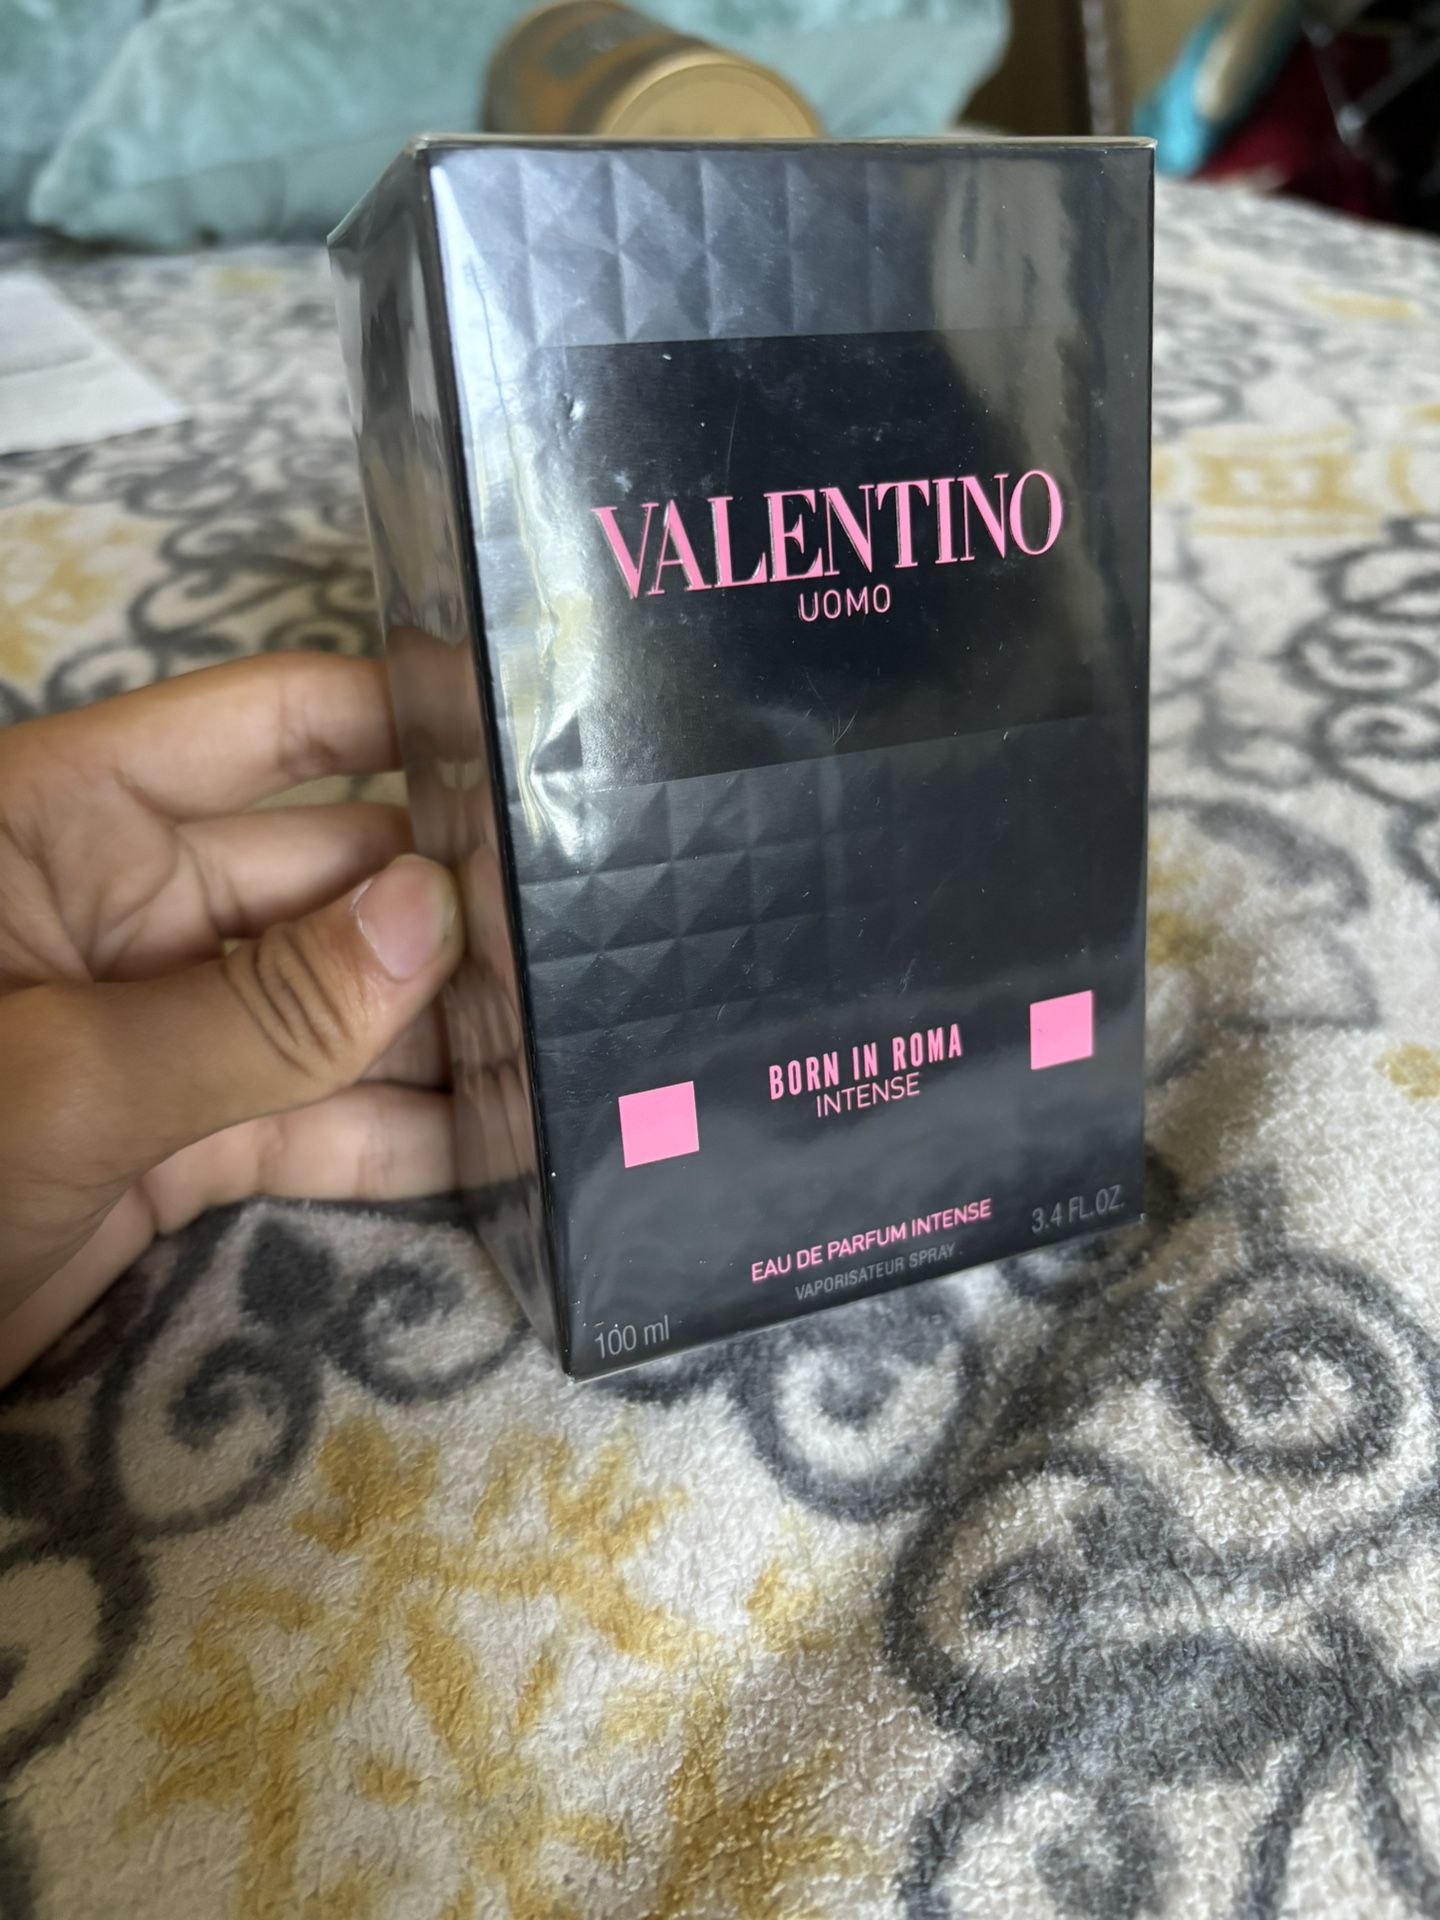 VALENTINO
UOMO
BORN IN ROMA
INTENSE
EAU DE PARFUM INTENSE
VAPORISATEUR SPRAY
100 ml
3.4 FL.OZ.